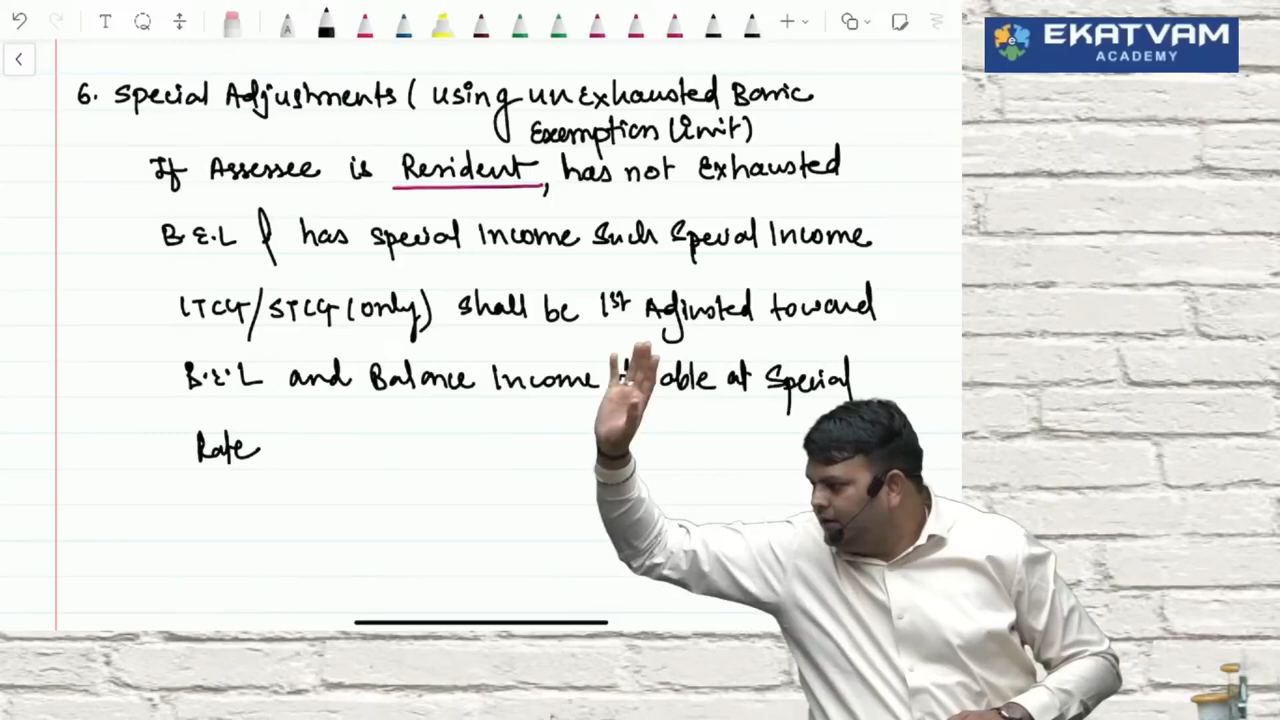 EKATVAM
ACADEMY
6. Special Adjustments ( using unExhausted Basic
Exemption Limit)
If Assessee is Resident, has not Exhausted
B.E.L & has special Income Such Special Income
LTCG/STCG (only) shall be 1st Adjusted toward
B.E.L and Balance Income at Special
Rate